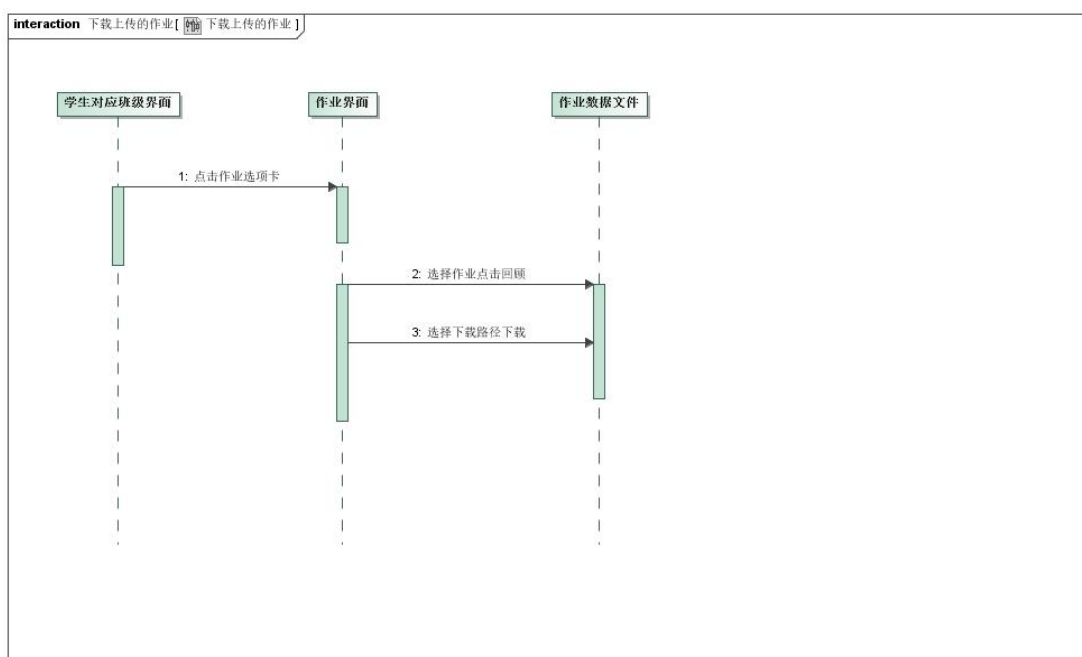 interaction 下载上传的作业[ 下载上传的作业 ]
学生对应班级界面
作业界面
作业数据文件
1: 点击作业选项卡
2: 选择作业点击回顾
3: 选择下载路径下载